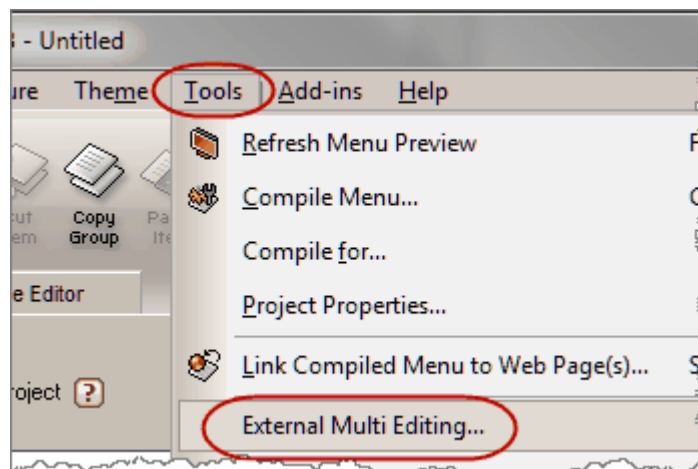 - Untitled
Theme Tools Add-ins Help
Refresh Menu Preview
Compile Menu...
Copy
Group
Compile for...
e Editor
Project Properties...
Link Compiled Menu to Web Page(s)...
roject ?
External Multi Editing...